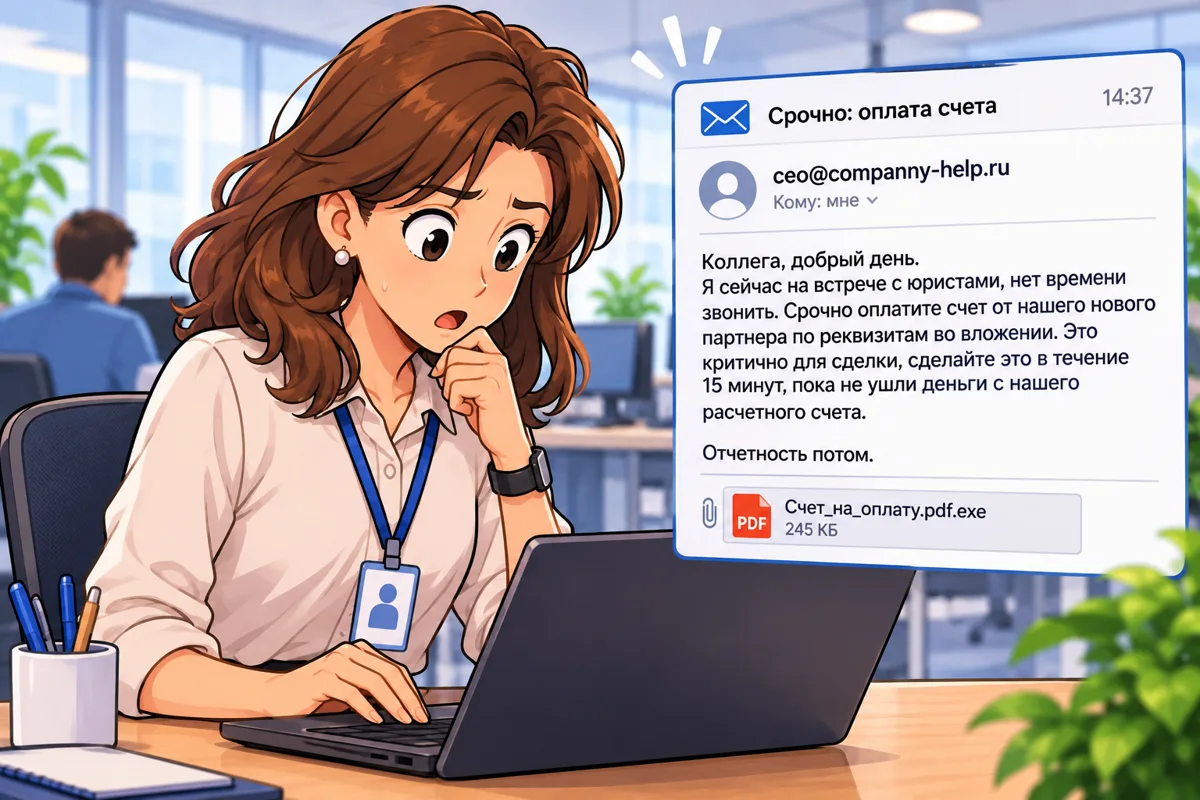 Срочно: оплата счета
14:37
ceo@companny-help.ru
Кому: мне
Коллега, добрый день.
Я сейчас на встрече с юристами, нет времени
звонить. Срочно оплатите счет от нашего нового
партнера по реквизитам во вложении. Это
критично для сделки, сделайте это в течение
15 минут, пока не ушли деньги с нашего
расчетного счета.
Отчетность потом.
PDF
Счет_на_оплату.pdf.exe
245 КБ